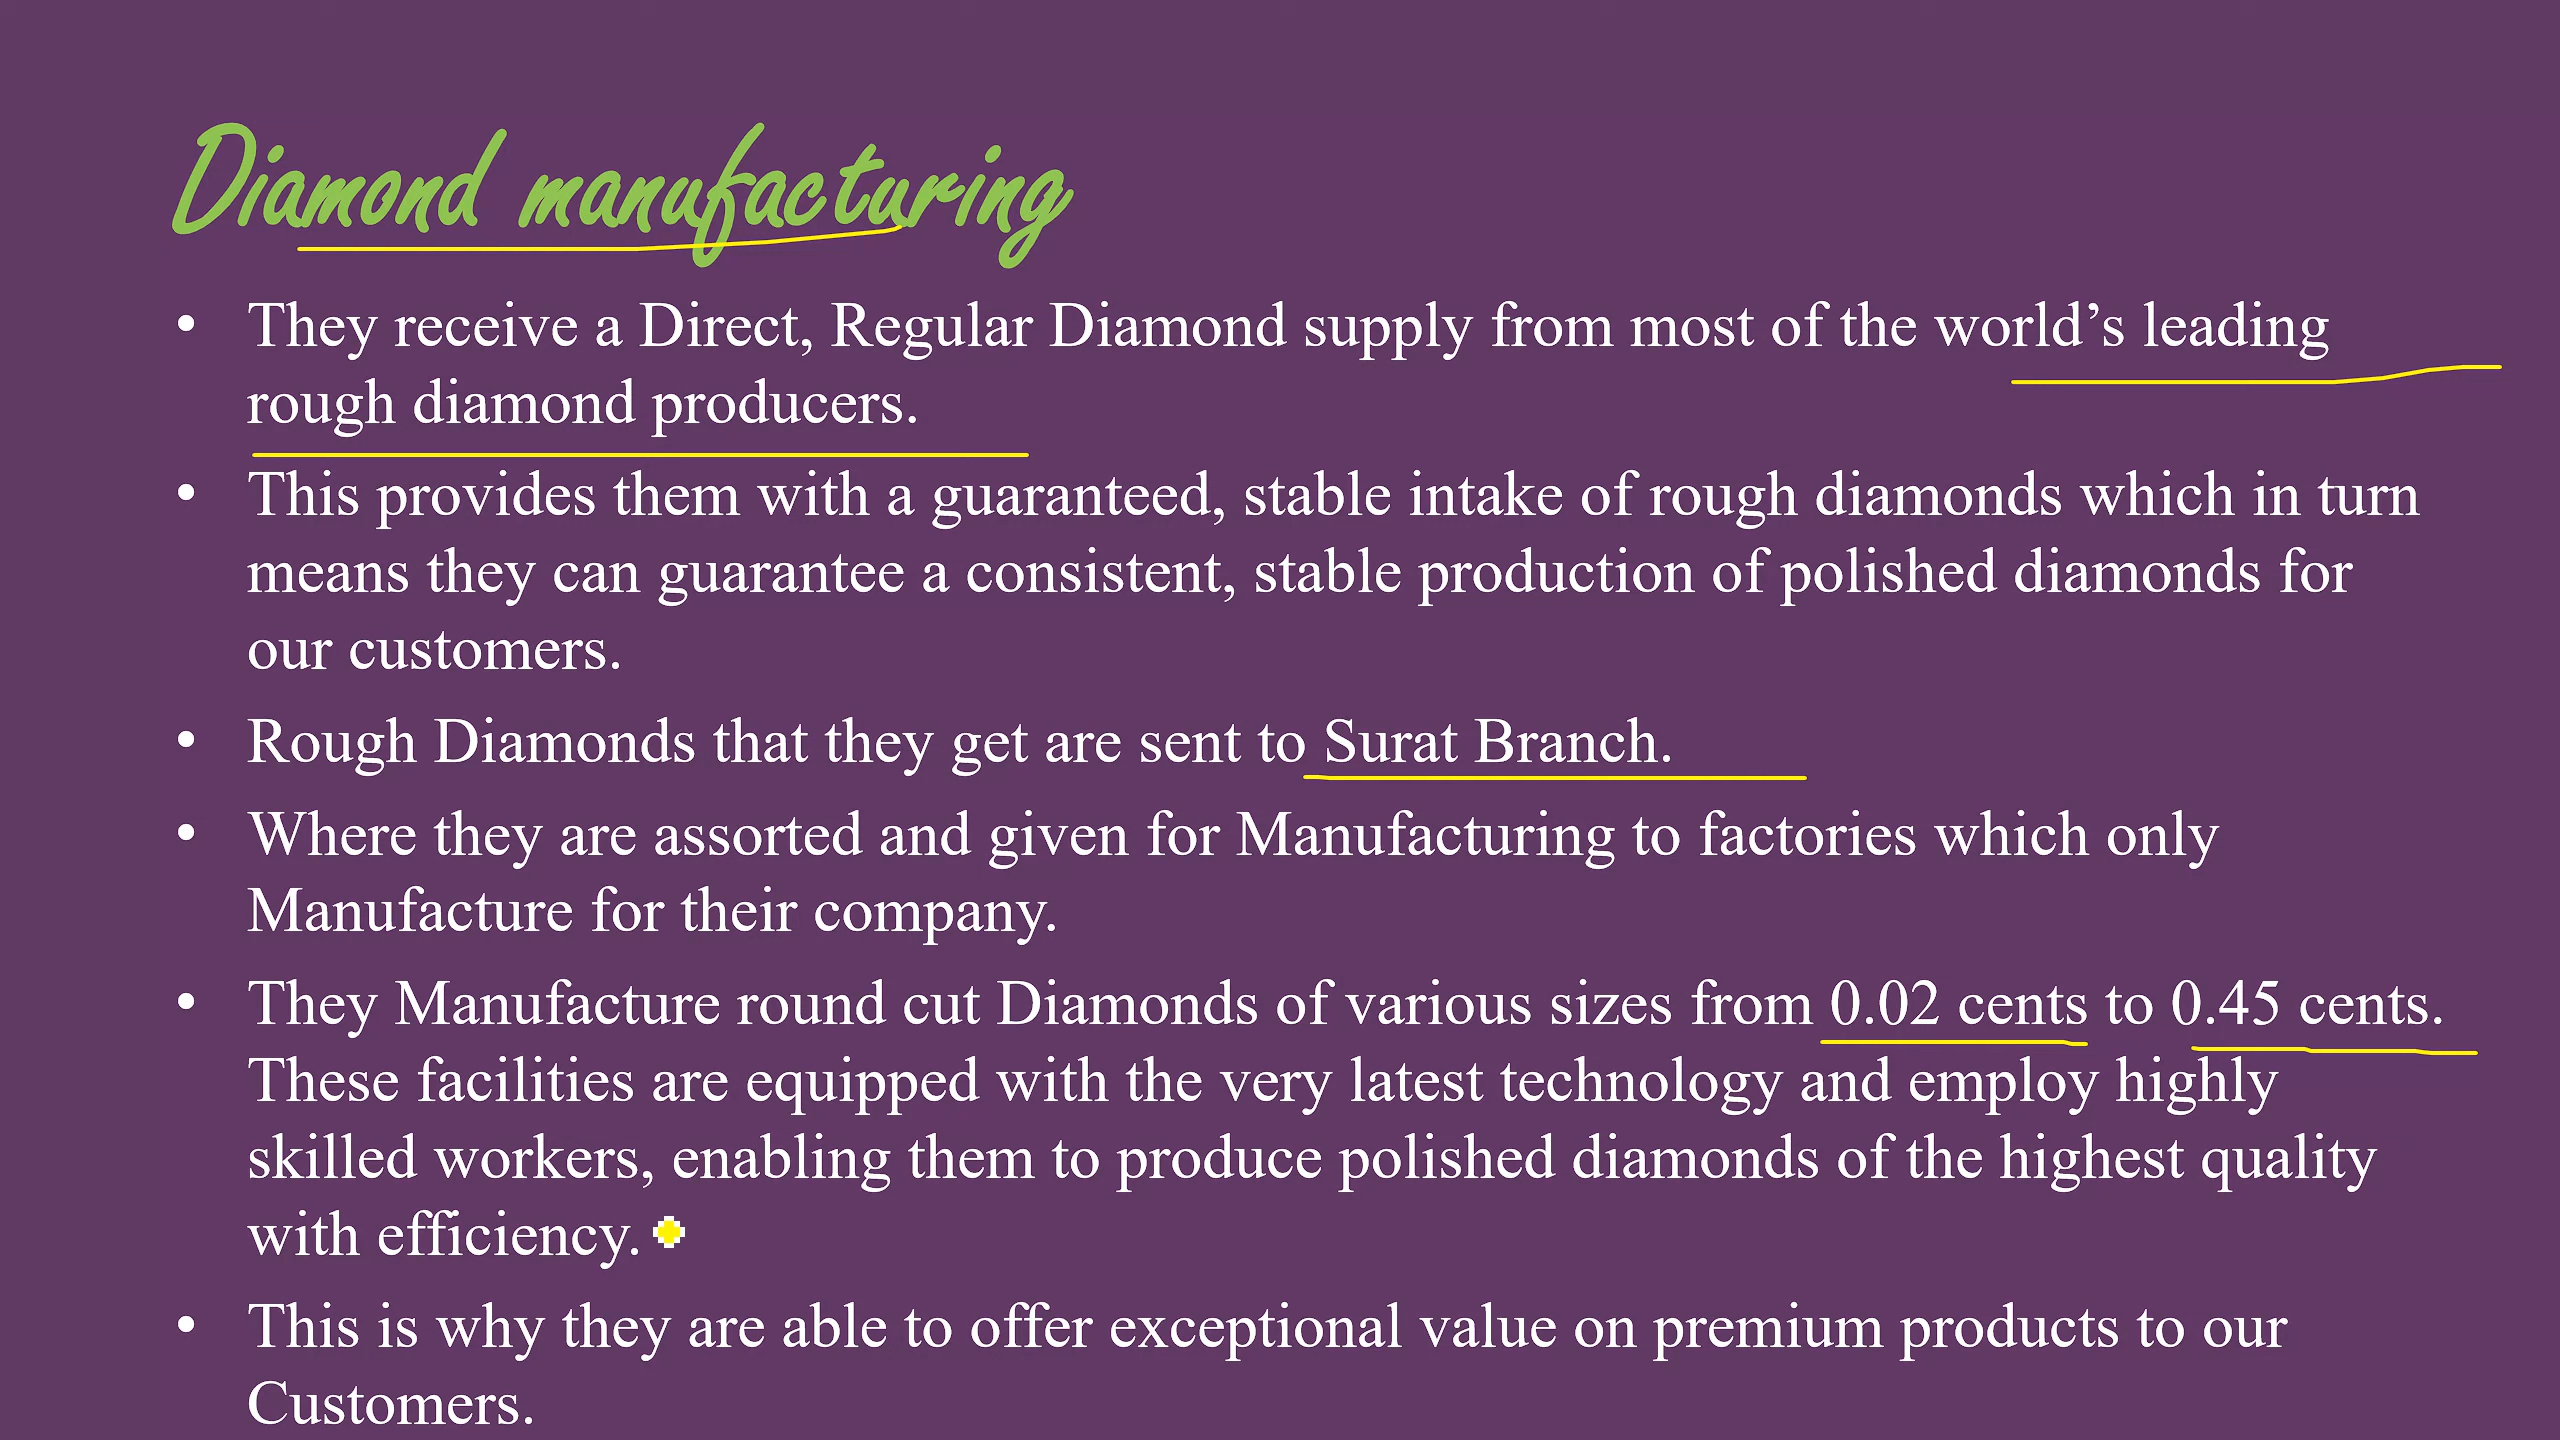 Diamond manufacturing
• They receive a Direct, Regular Diamond supply from most of the world’s leading
rough diamond producers.
• This provides them with a guaranteed, stable intake of rough diamonds which in turn
means they can guarantee a consistent, stable production of polished diamonds for
our customers.
• Rough Diamonds that they get are sent to Surat Branch.
• Where they are assorted and given for Manufacturing to factories which only
Manufacture for their company.
• They Manufacture round cut Diamonds of various sizes from 0.02 cents to 0.45 cents.
These facilities are equipped with the very latest technology and employ highly
skilled workers, enabling them to produce polished diamonds of the highest quality
with efficiency.
• This is why they are able to offer exceptional value on premium products to our
Customers.